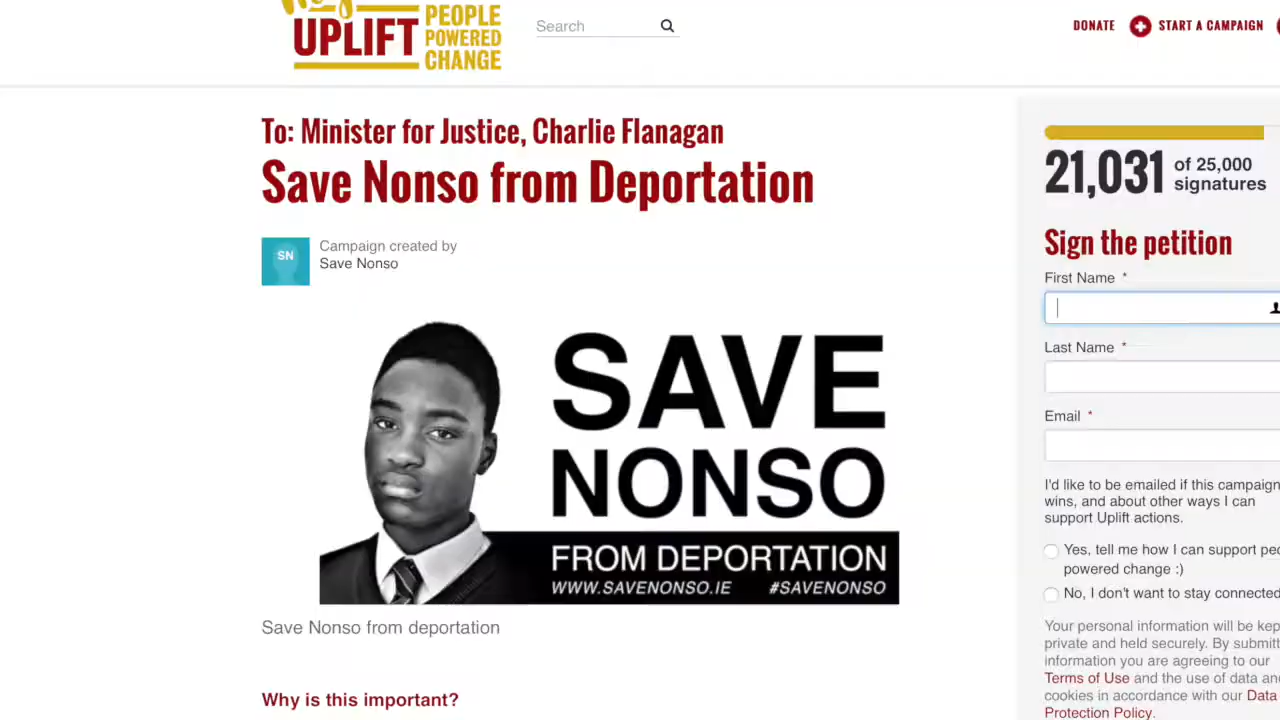 UPLIFT
PEOPLE
POWERED
CHANGE
Search
DONATE
START A CAMPAIGN
To: Minister for Justice, Charlie Flanagan
Save Nonso from Deportation
SN
Campaign created by
Save Nonso
SAVE
NONSO
FROM DEPORTATION
WWW.SAVENONSO.IE #SAVENONSO
Save Nonso from deportation
Why is this important?
21,031 of 25,000
signatures
Sign the petition
First Name *
Last Name *
Email *
I'd like to be emailed if this campaign
wins, and about other ways I can
support Uplift actions.
Yes, tell me how I can support
powered change :)
No, I don't want to stay connected
Your personal information will be
private and held securely. By
information you are agreeing to our
Terms of Use and the use of data
cookies in accordance with our Data
Protection Policy.